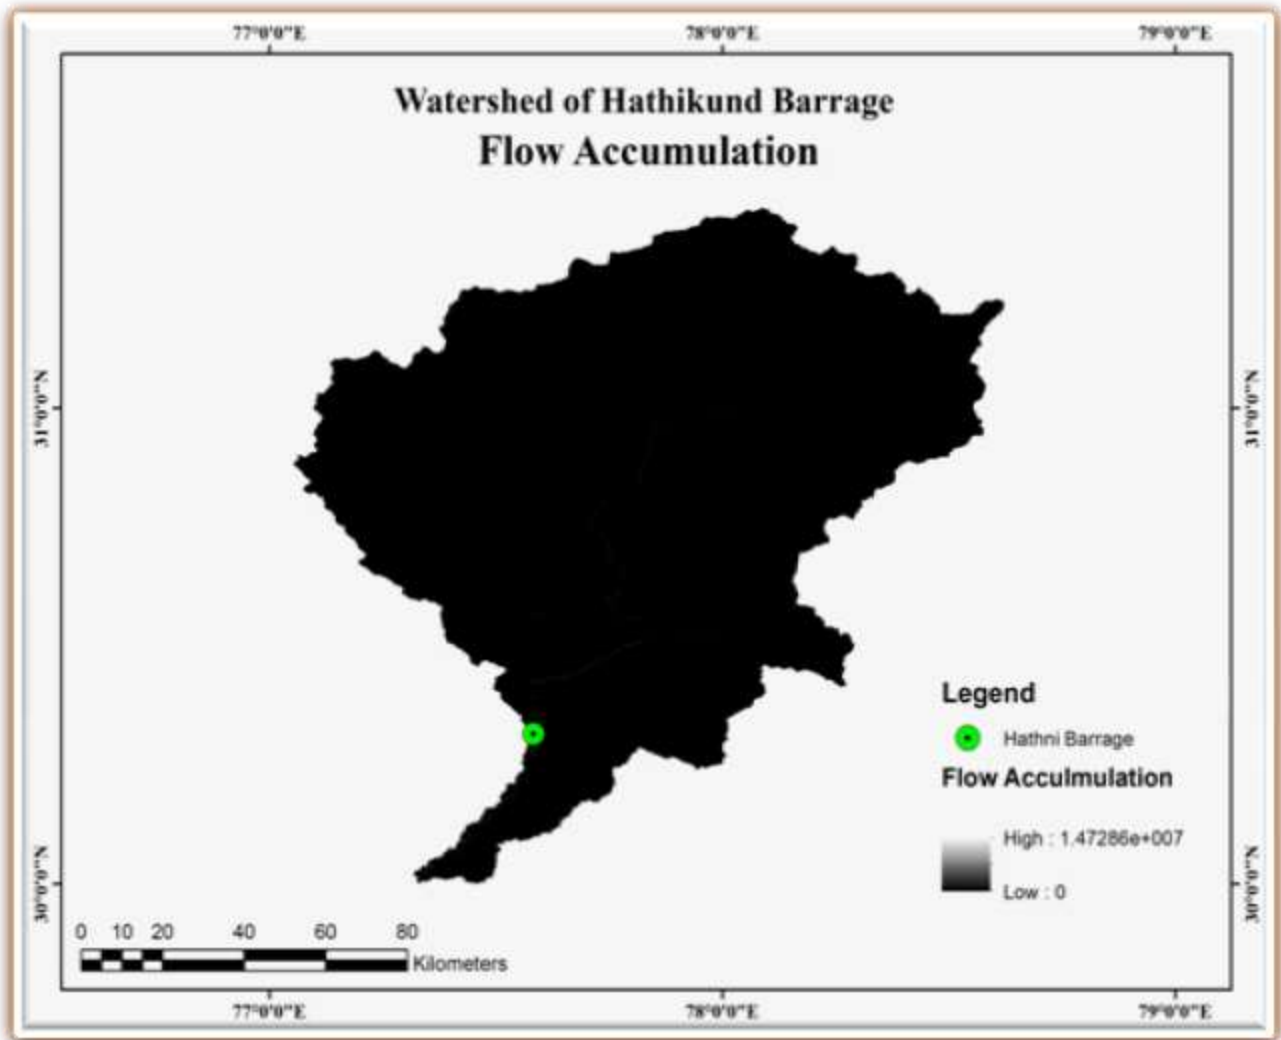 77°0'0"E 78°0'0"E 79°0'0"E
Watershed of Hathikund Barrage
Flow Accumulation
31°0'0"N 31°0'0"N
Legend
Hathni Barrage
Flow Acculmulation
High : 1.47286e+007
Low : 0
30°0'0"N 30°0'0"N
0 10 20 40 60 80
Kilometers
77°0'0"E 78°0'0"E 79°0'0"E